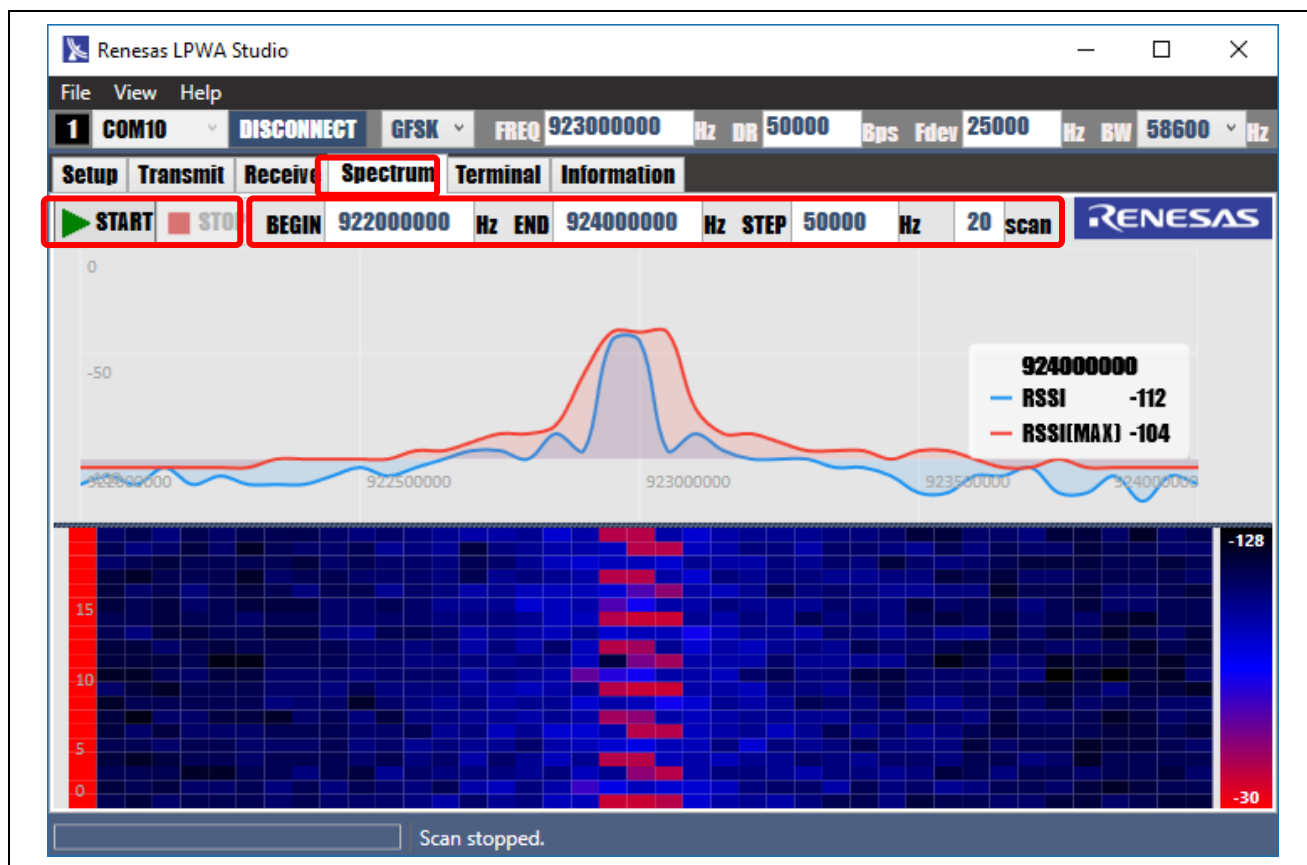 Renesas LPWA Studio
File View Help
1 COM10 DISCONNECT GFSK FREQ 923000000 Hz DR 50000 Bps Fdev 25000 Hz BW 58600 Hz
Setup Transmit Receive Spectrum Terminal Information
START STOP BEGIN 922000000 Hz END 924000000 Hz STEP 50000 Hz 20 scan RENESAS
0
-50
924000000
RSSI -112
RSSI(MAX) -104
922000000 922500000 923000000 923500000 924000000
-128
15
10
5
0
-30
Scan stopped.